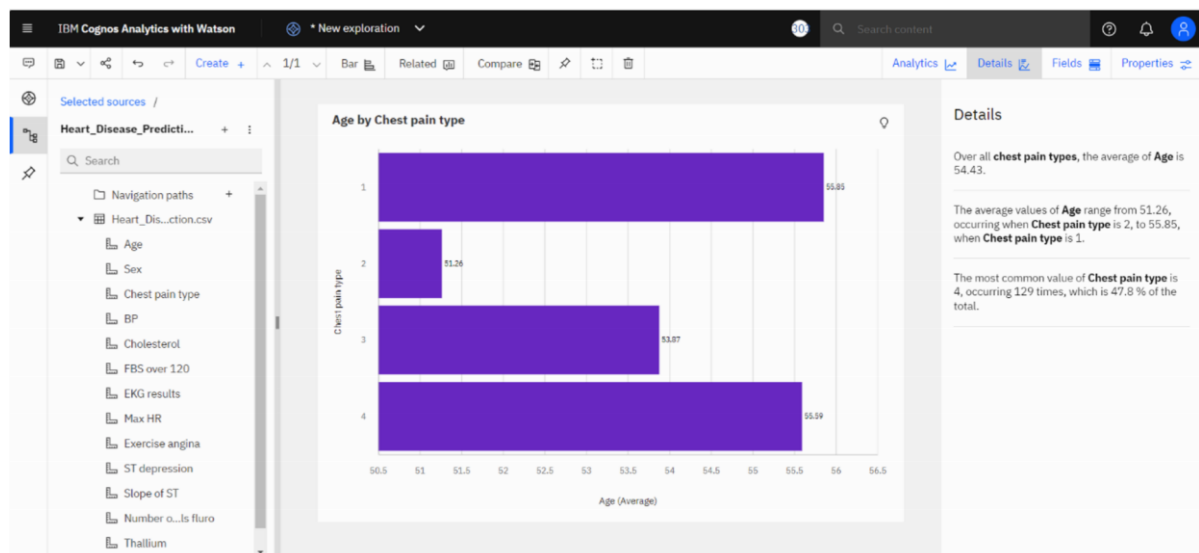 IBM Cognos Analytics with Watson
* New exploration
Search content
Create +
1/1
Bar
Related
Compare
Analytics
Details
Fields
Properties
Selected sources /
Heart_Disease_Predicti...
Search
Navigation paths
Heart_Dis...ction.csv
Age
Sex
Chest pain type
BP
Cholesterol
FBS over 120
EKG results
Max HR
Exercise angina
ST depression
Slope of ST
Number o...ls fluro
Thallium
Age by Chest pain type
Chest pain type
1
55.85
2
51.26
3
53.87
4
55.59
50.5 51 51.5 52 52.5 53 53.5 54 54.5 55 55.5 56 56.5
Age (Average)
Details
Over all chest pain types, the average of Age is
54.43.
The average values of Age range from 51.26,
occurring when Chest pain type is 2, to 55.85,
when Chest pain type is 1.
The most common value of Chest pain type is
4, occurring 129 times, which is 47.8 % of the
total.